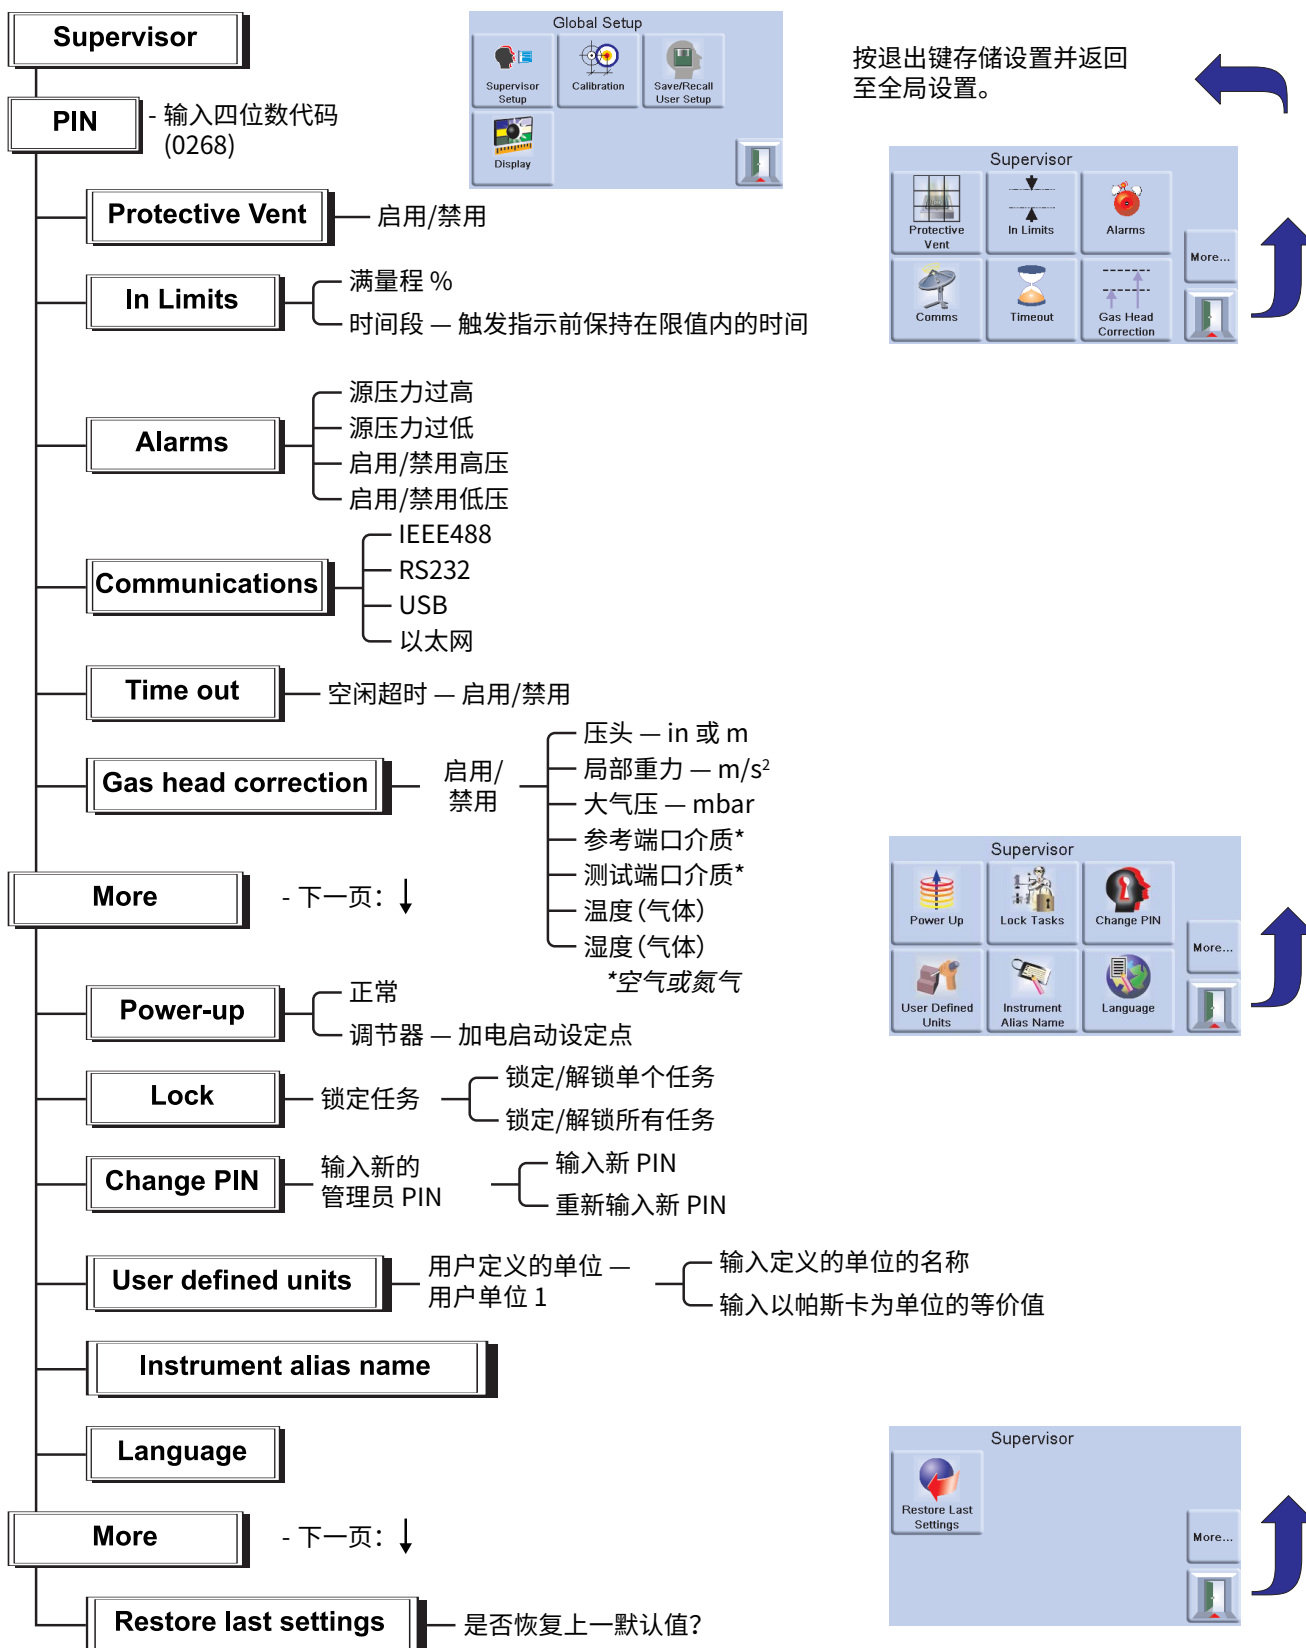 Supervisor
PIN
- 输入四位数代码
(0268)
Global Setup
Supervisor
Setup
Calibration
Save/Recall
User Setup
Display
按退出键存储设置并返回
至全局设置。
Protective Vent
启用/禁用
In Limits
满量程 %
时间段 — 触发指示前保持在限值内的时间
Supervisor
Protective
Vent
In Limits
Alarms
More...
Comms
Timeout
Gas Head
Correction
Alarms
源压力过高
源压力过低
启用/禁用高压
启用/禁用低压
Communications
IEEE488
RS232
USB
以太网
Time out
空闲超时 — 启用/禁用
Gas head correction
启用/
禁用
压头 — in 或 m
局部重力 — m/s²
大气压 — mbar
参考端口介质*
测试端口介质*
温度(气体)
湿度(气体)
*空气或氮气
More
- 下一页:
Supervisor
Power Up
Lock Tasks
Change PIN
More...
User Defined
Units
Instrument
Alias Name
Language
Power-up
正常
调节器 — 加电启动设定点
Lock
锁定任务
锁定/解锁单个任务
锁定/解锁所有任务
Change PIN
输入新的
管理员 PIN
输入新 PIN
重新输入新 PIN
User defined units
用户定义的单位 —
用户单位 1
输入定义的单位的名称
输入以帕斯卡为单位的等价值
Instrument alias name
Language
More
- 下一页:
Supervisor
Restore Last
Settings
More...
Restore last settings
是否恢复上一默认值?